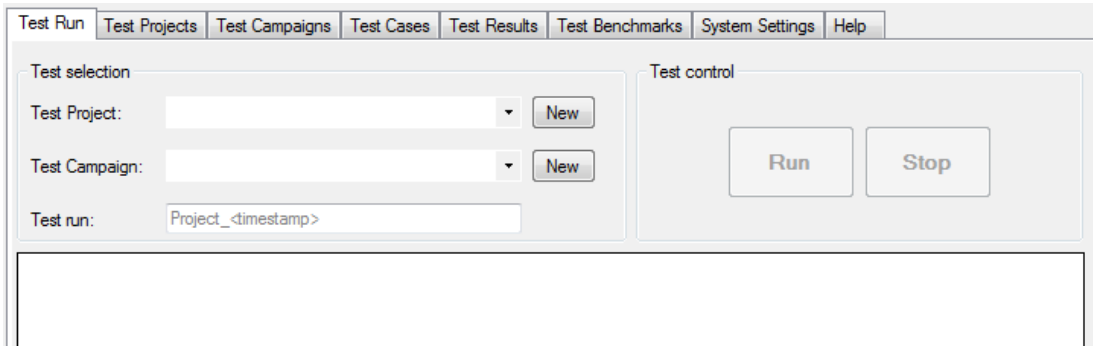 Test Run Test Projects Test Campaigns Test Cases Test Results Test Benchmarks System Settings Help
Test selection
Test Project: New
Test Campaign: New
Test run: Project_<timestamp>
Test control
Run Stop